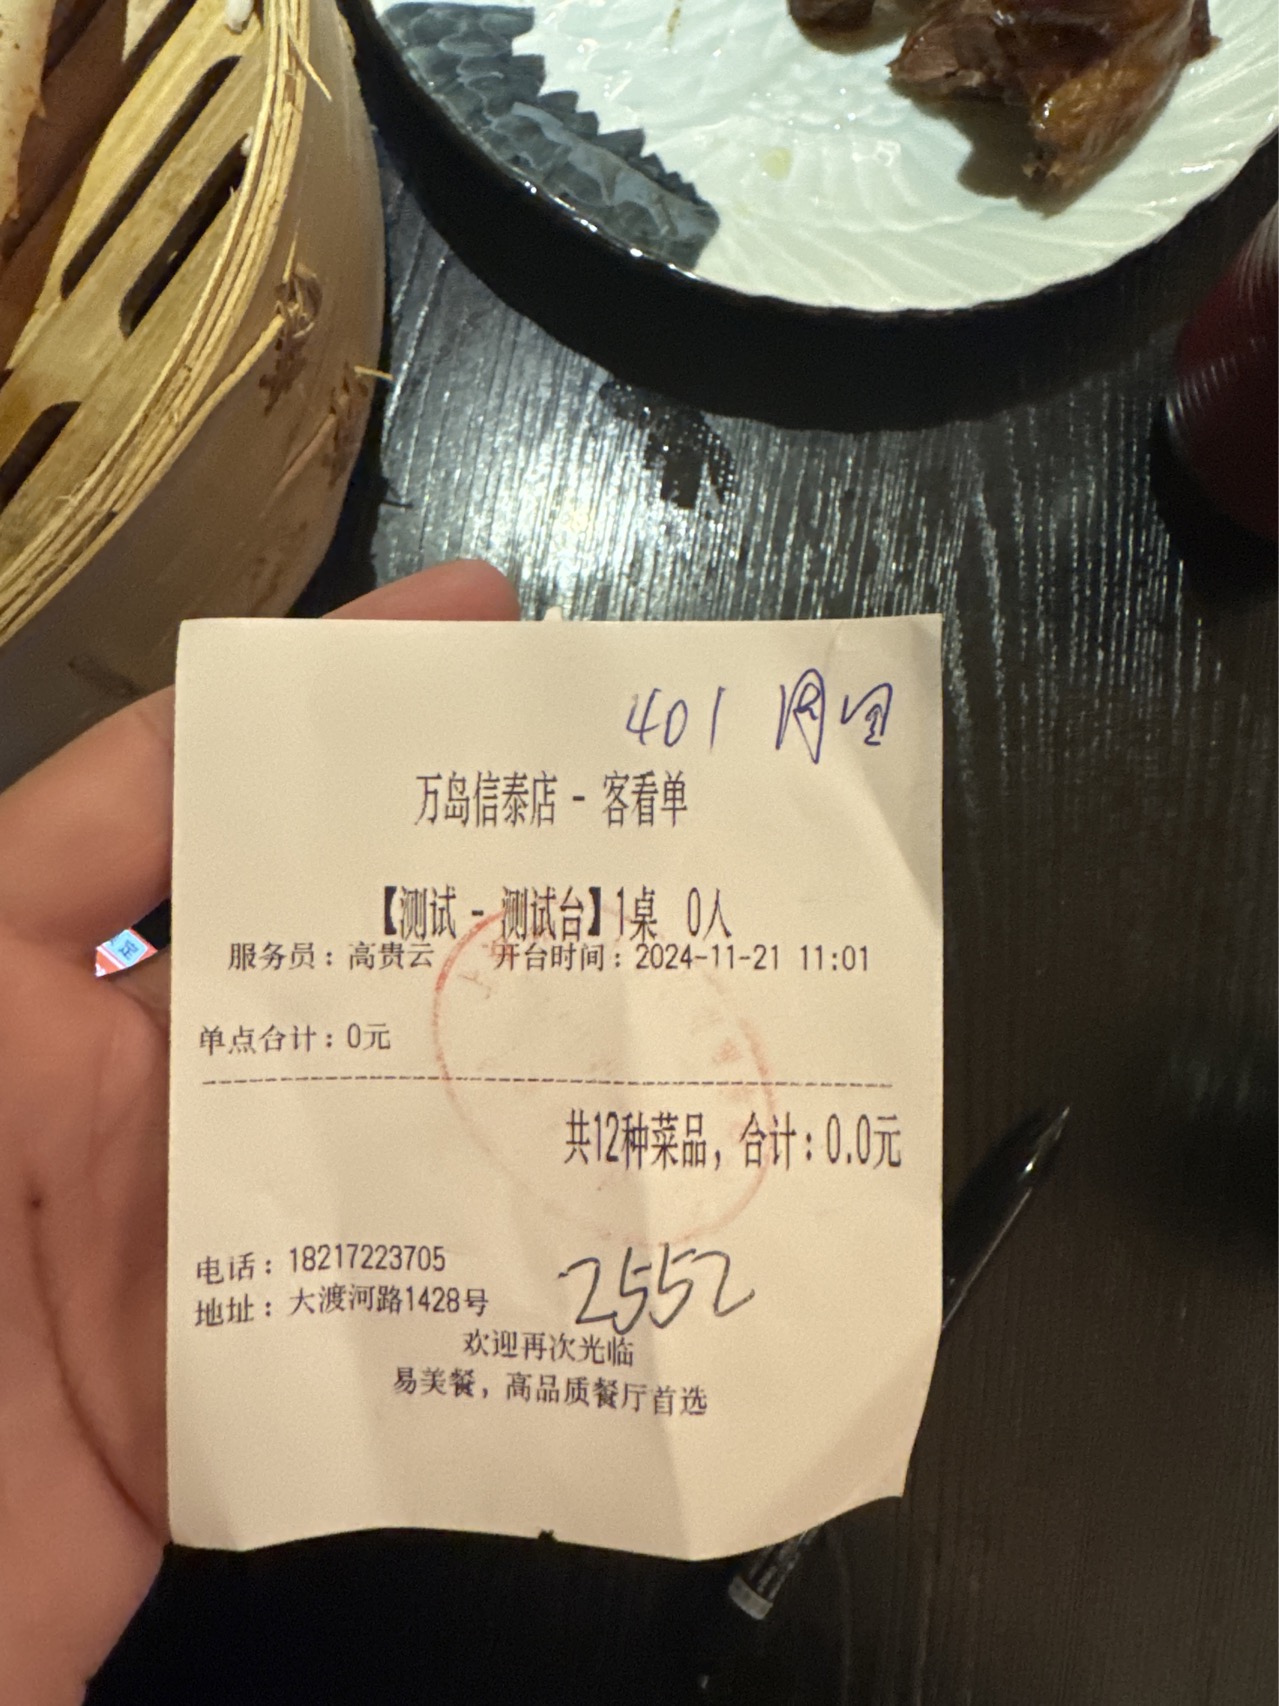 401
万岛信泰店 - 客看单
【测试 - 测试台】1桌 0人
服务员：高贵云 开台时间：2024-11-21 11:01
单点合计：0元
共12种菜品，合计：0.0元
电话：18217223705
地址：大渡河路1428号
2552
欢迎再次光临
易美餐，高品质餐厅首选